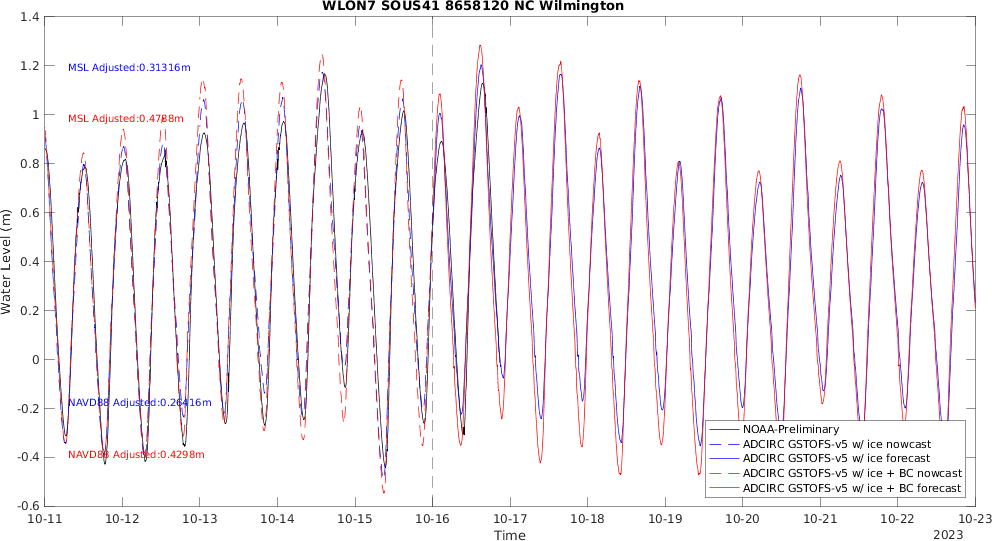 WLON7 SOUS41 8658120 NC Wilmington
1.4
1.2
1
0.8
0.6
0.4
0.2
0
-0.2
-0.4
-0.6
Water Level (m)
MSL Adjusted:0.31316m
MSL Adjusted:0.4788m
NAVD88 Adjusted:0.26416m
NAVD88 Adjusted:0.4298m
NOAA-Preliminary
ADCIRC GSTOFS-v5 w/ ice nowcast
ADCIRC GSTOFS-v5 w/ ice forecast
ADCIRC GSTOFS-v5 w/ ice + BC nowcast
ADCIRC GSTOFS-v5 w/ ice + BC forecast
10-11 10-12 10-13 10-14 10-15 10-16 10-17 10-18 10-19 10-20 10-21 10-22 10-23
Time
2023